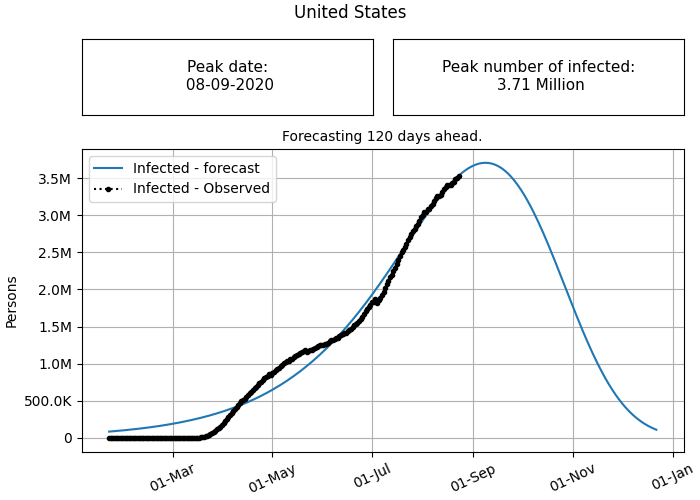 United States
Peak date:
08-09-2020
Peak number of infected:
3.71 Million
Forecasting 120 days ahead.
Infected - forecast
Infected - Observed
3.5M
3.0M
2.5M
2.0M
1.5M
1.0M
500.0K
0
Persons
01-Mar
01-May
01-Jul
01-Sep
01-Nov
01-Jan